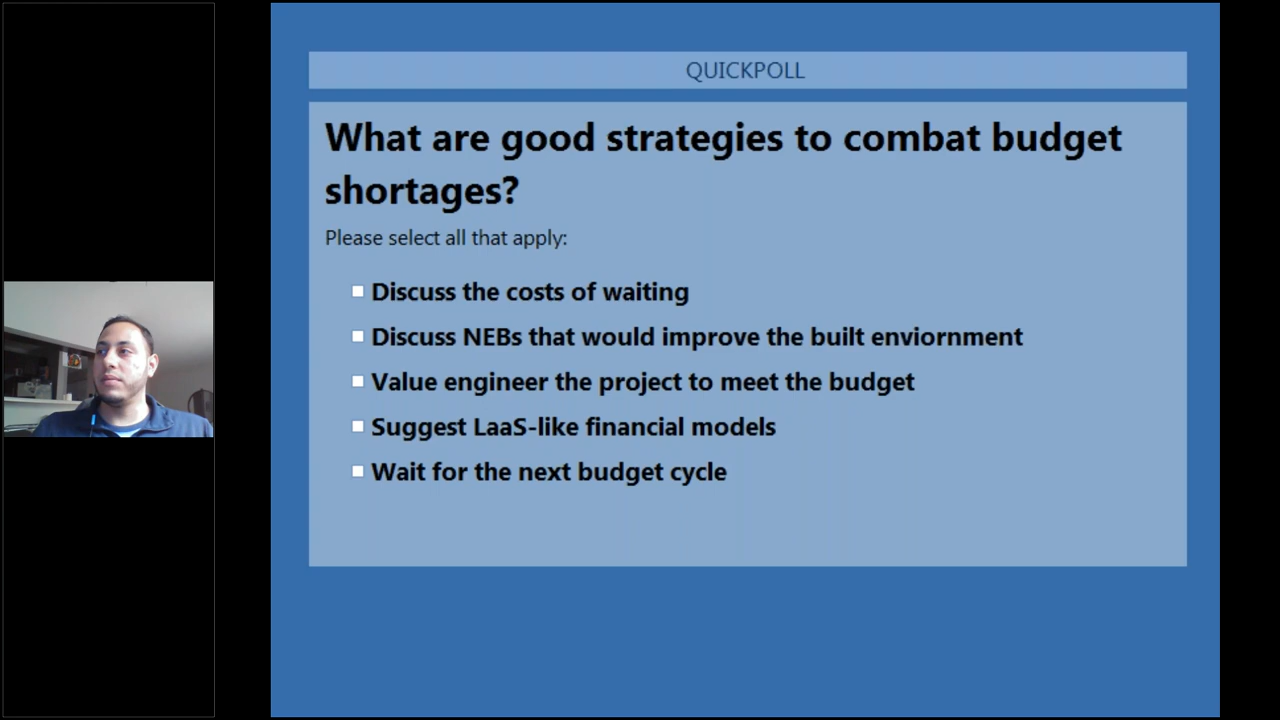 QUICKPOLL
What are good strategies to combat budget
shortages?
Please select all that apply:
Discuss the costs of waiting
Discuss NEBs that would improve the built enviornment
Value engineer the project to meet the budget
Suggest LaaS-like financial models
Wait for the next budget cycle